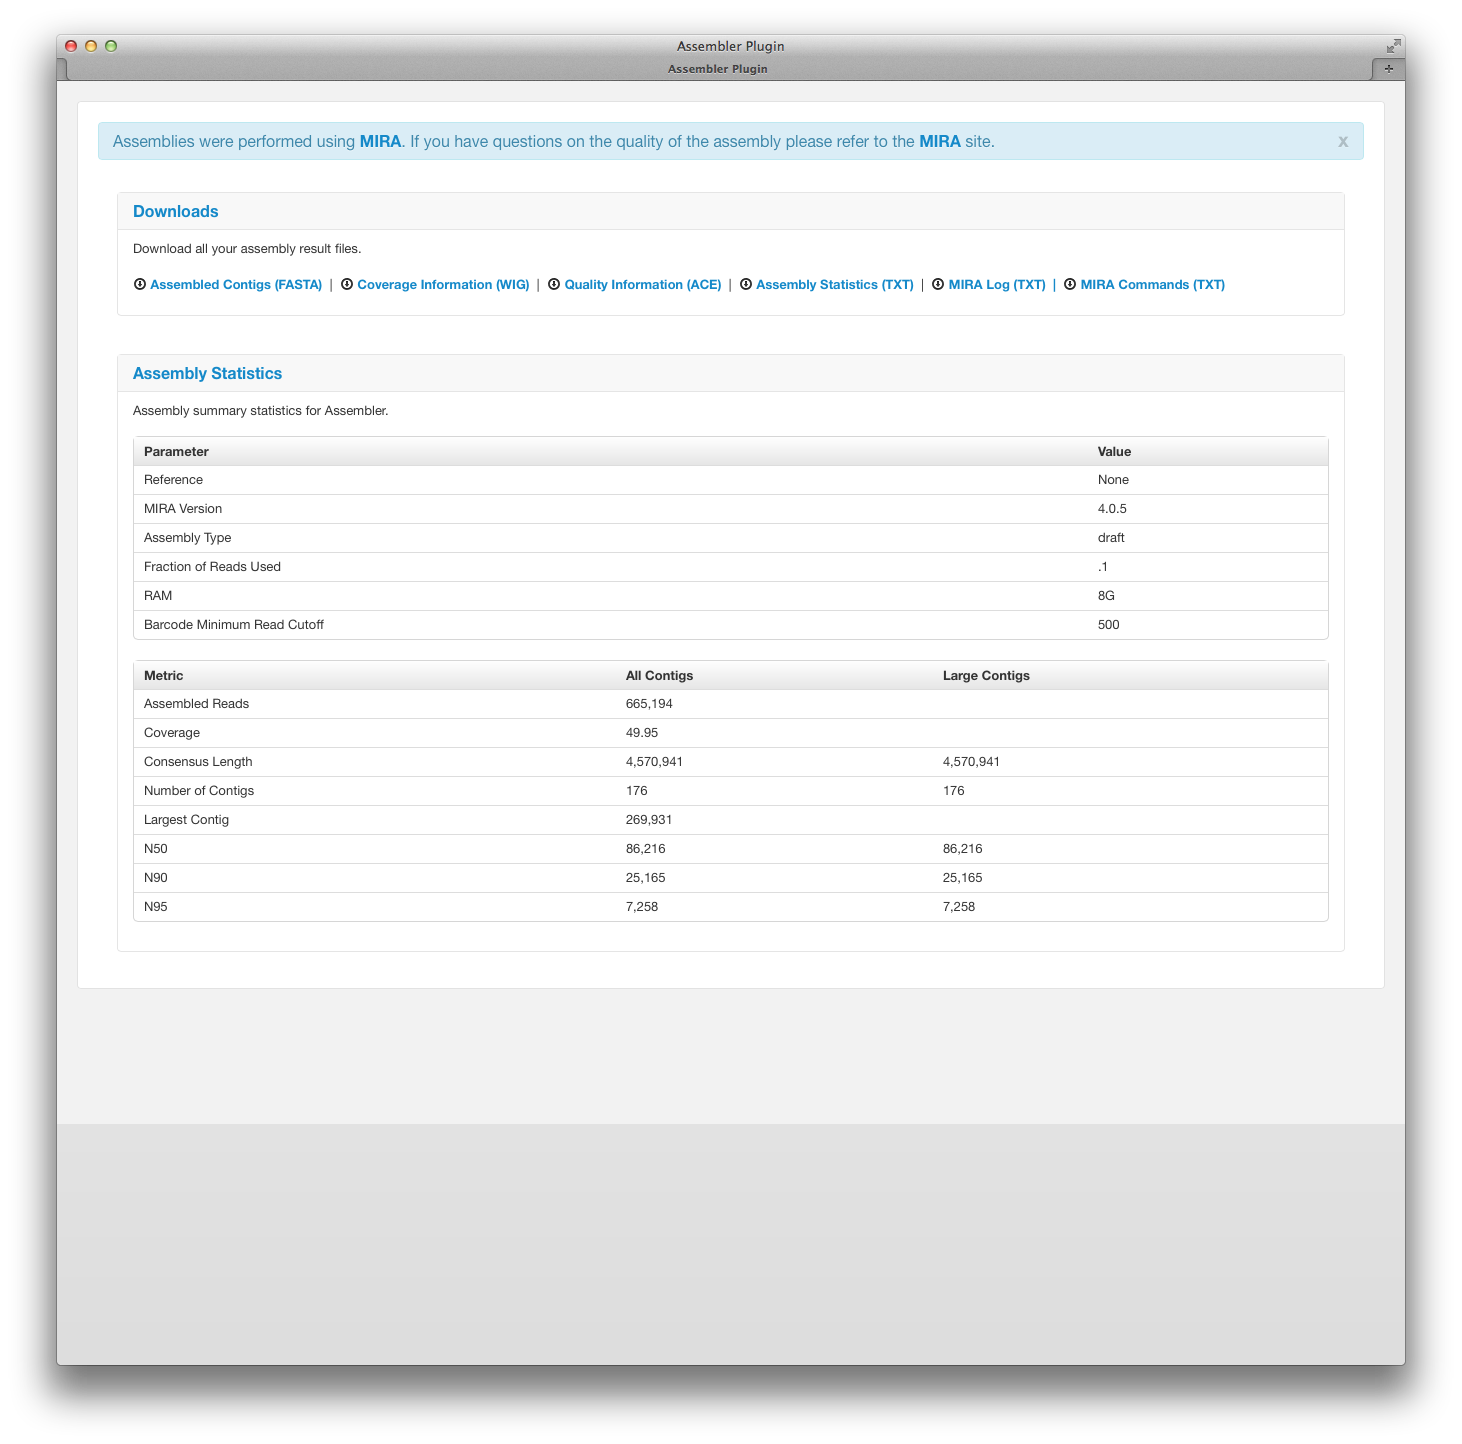 Assembler Plugin
Assembler Plugin
Assemblies were performed using MIRA. If you have questions on the quality of the assembly please refer to the MIRA site. x
Downloads
Download all your assembly result files.
Assembled Contigs (FASTA) | Coverage Information (WIG) | Quality Information (ACE) | Assembly Statistics (TXT) | MIRA Log (TXT) | MIRA Commands (TXT)
Assembly Statistics
Assembly summary statistics for Assembler.
Parameter Value
Reference None
MIRA Version 4.0.5
Assembly Type draft
Fraction of Reads Used .1
RAM 8G
Barcode Minimum Read Cutoff 500
Metric All Contigs Large Contigs
Assembled Reads 665,194
Coverage 49.95
Consensus Length 4,570,941 4,570,941
Number of Contigs 176 176
Largest Contig 269,931
N50 86,216 86,216
N90 25,165 25,165
N95 7,258 7,258